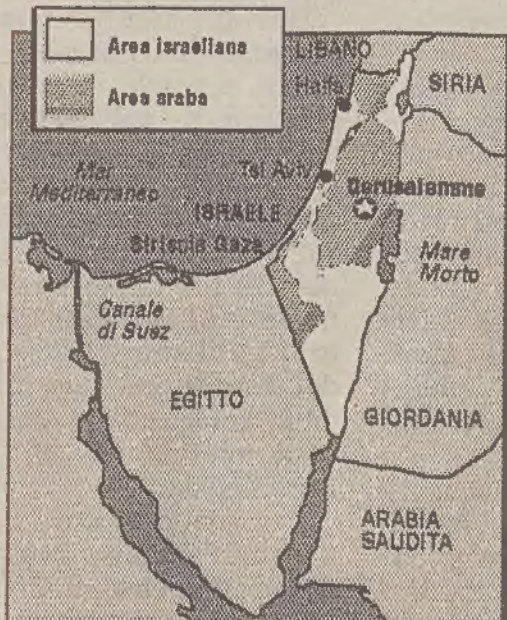 Area israeliana
Area araba
LIBANO
Haifa
SIRIA
Mar
Mediterraneo
Tel Aviv
Gerusalemme
ISRAELE
Striscia Gaza
Mare
Morto
Canale
di Suez
EGITTO
GIORDANIA
ARABIA
SAUDITA